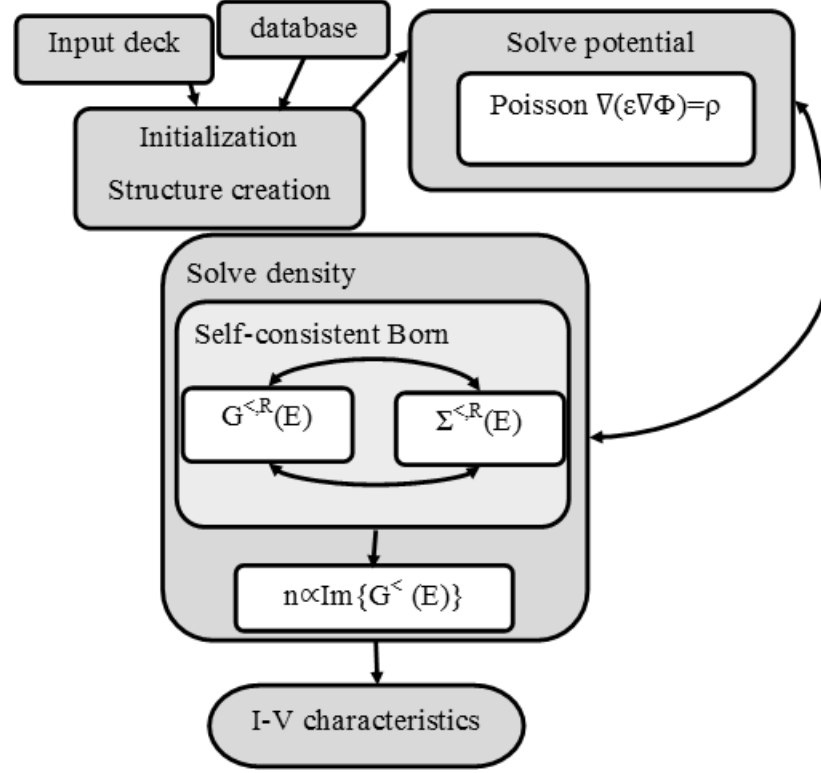 Input deck
database
Initialization
Structure creation
Solve potential
Poisson ∇(ε∇Φ)=ρ
Solve density
Self-consistent Born
G<,R(E)
Σ<,R(E)
n∝Im{G< (E)}
I-V characteristics